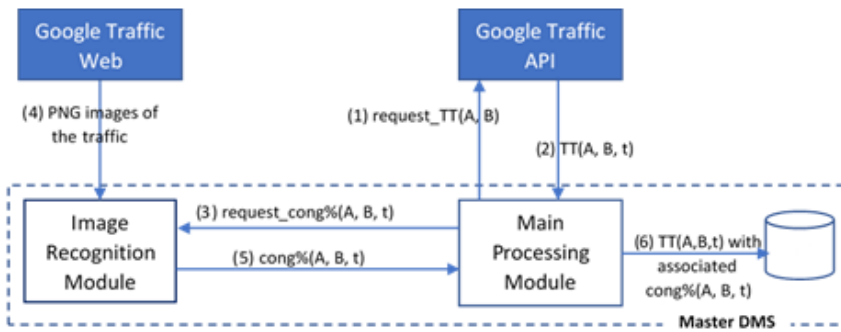 Google Traffic
Web
Google Traffic
API
(4) PNG images of
the traffic
(1) request_TT(A, B)
(2) TT(A, B, t)
Image
Recognition
Module
(3) request_cong%(A, B, t)
(5) cong%(A, B, t)
Main
Processing
Module
(6) TT(A,B,t) with
associated
cong%(A, B, t)
Master DMS